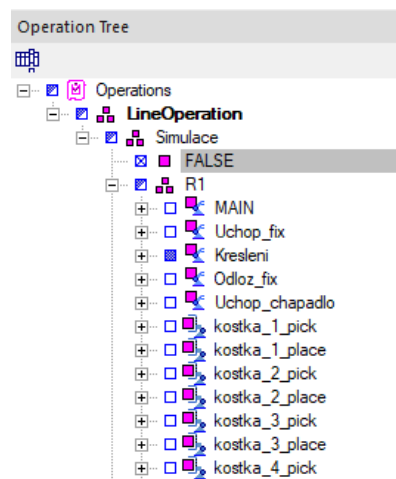 Operation Tree
Operations
LineOperation
Simulace
FALSE
R1
MAIN
Uchop_fix
Kresleni
Odloz_fix
Uchop_chapadlo
kostka_1_pick
kostka_1_place
kostka_2_pick
kostka_2_place
kostka_3_pick
kostka_3_place
kostka_4_pick